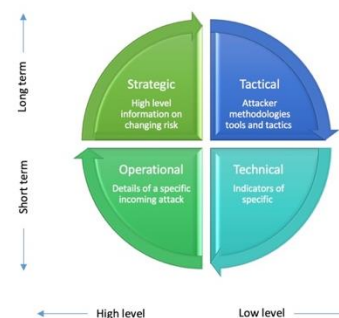 Long term
Strategic
High level
information on
changing risk
Tactical
Attacker
methodologies
tools and tactics
Short term
Operational
Details of a specific
incoming attack
Technical
Indicators of
specific
High level
Low level